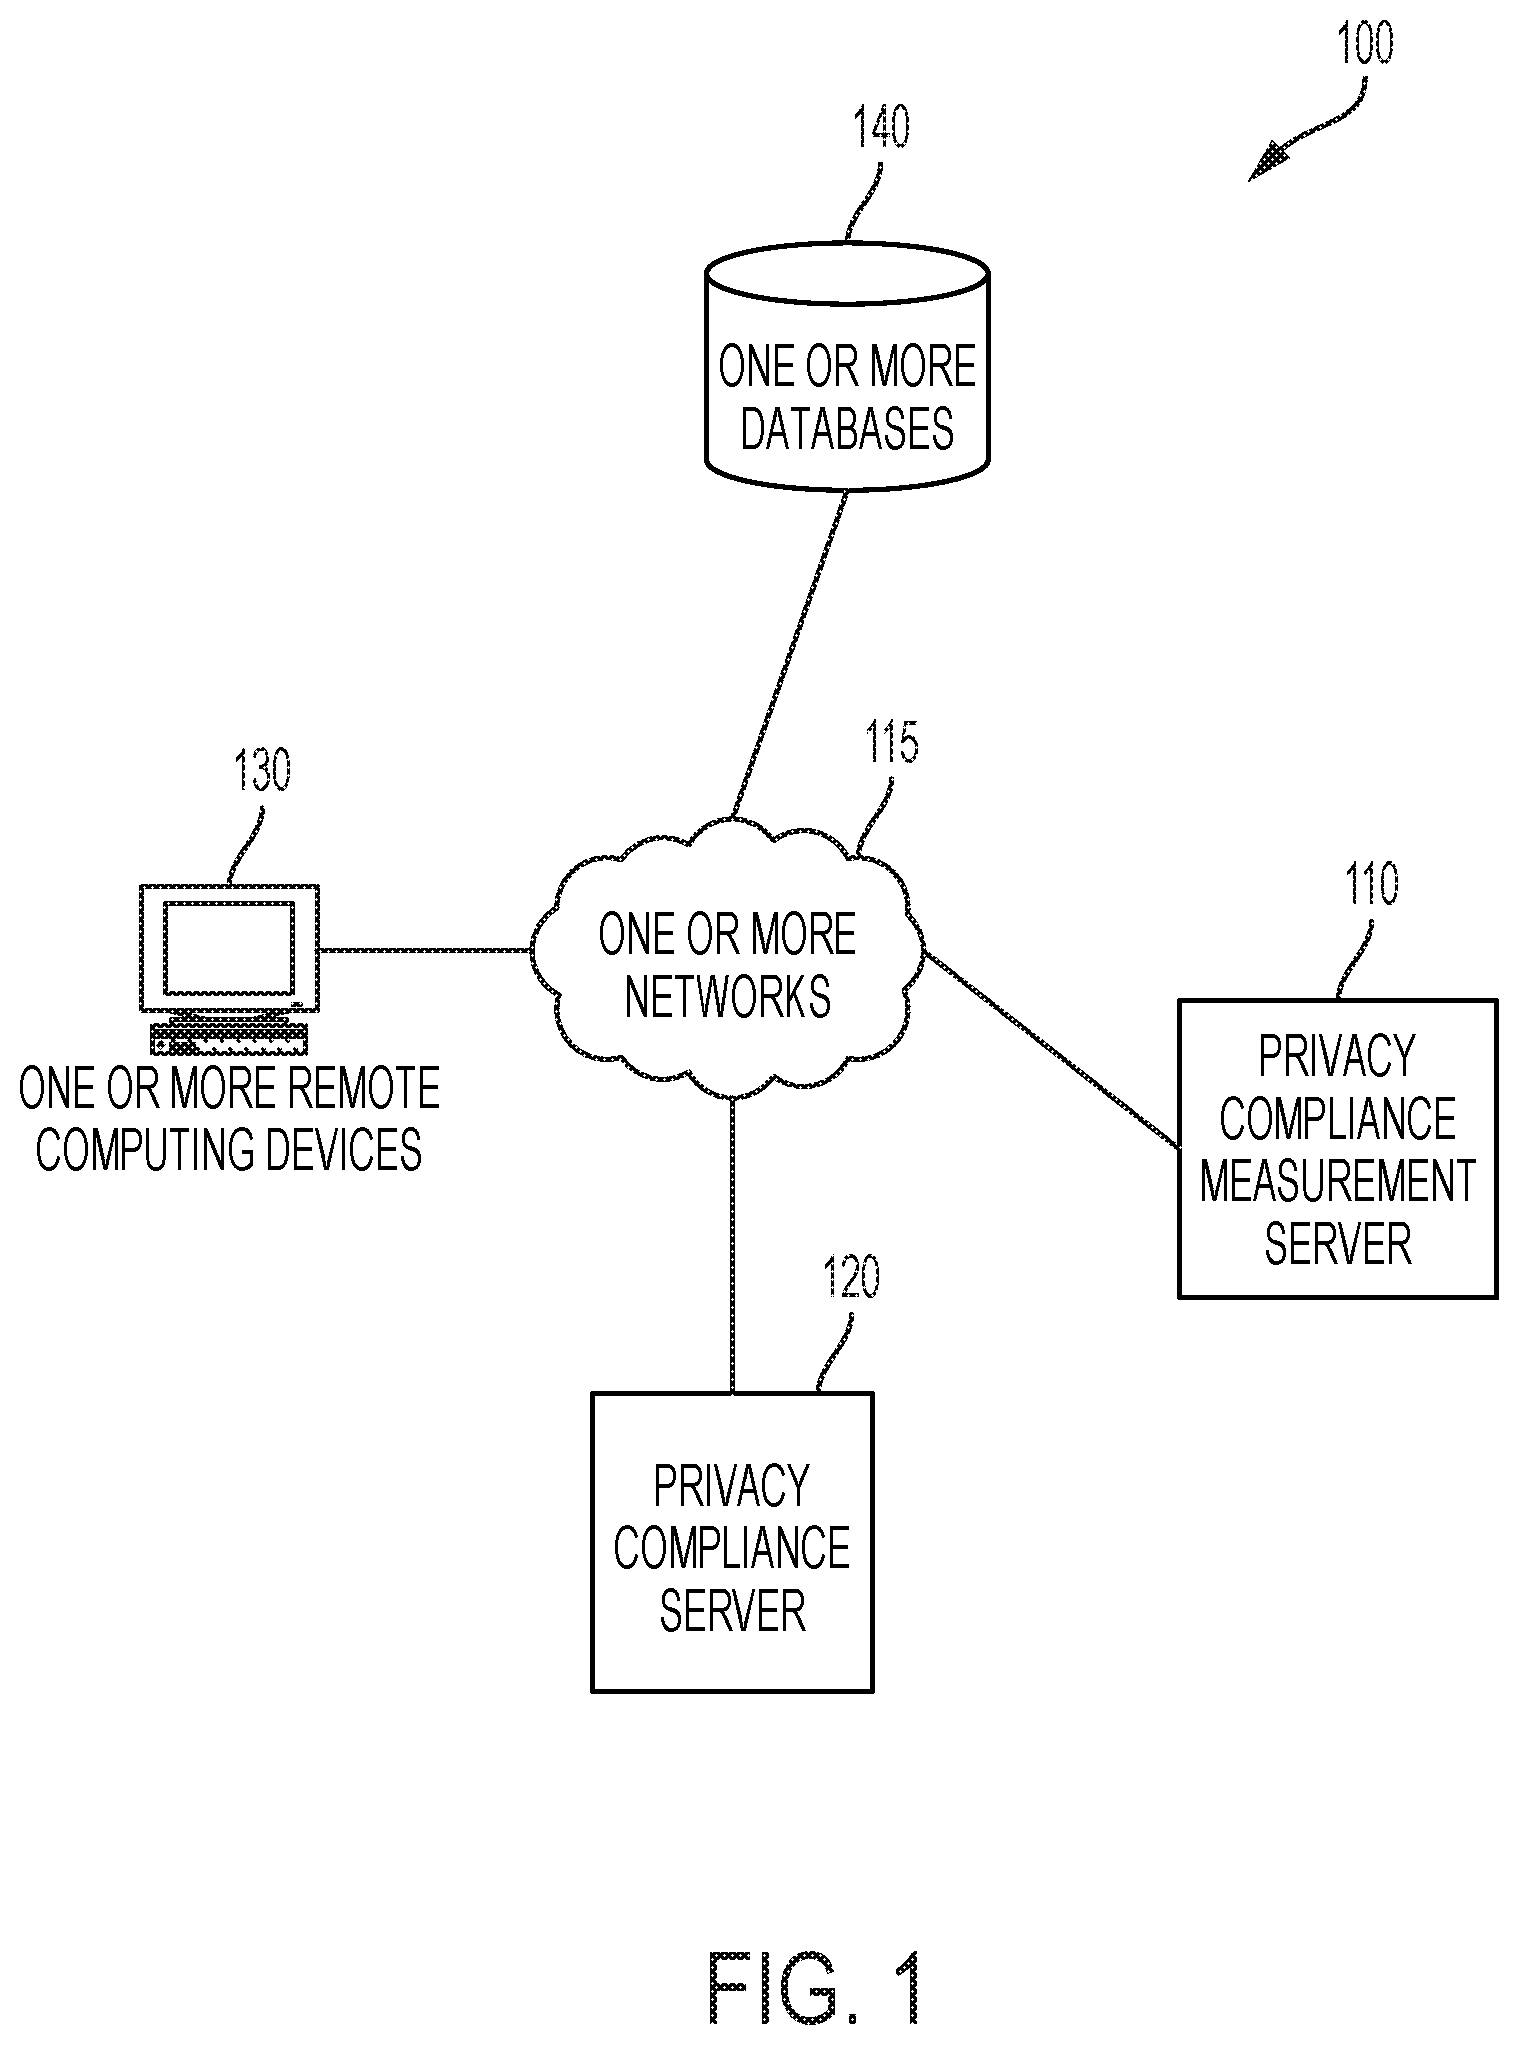 100
140
ONE OR MORE
DATABASES
115
130
ONE OR MORE
NETWORKS
110
ONE OR MORE REMOTE
COMPUTING DEVICES
PRIVACY
COMPLIANCE
MEASUREMENT
SERVER
120
PRIVACY
COMPLIANCE
SERVER
FIG. 1